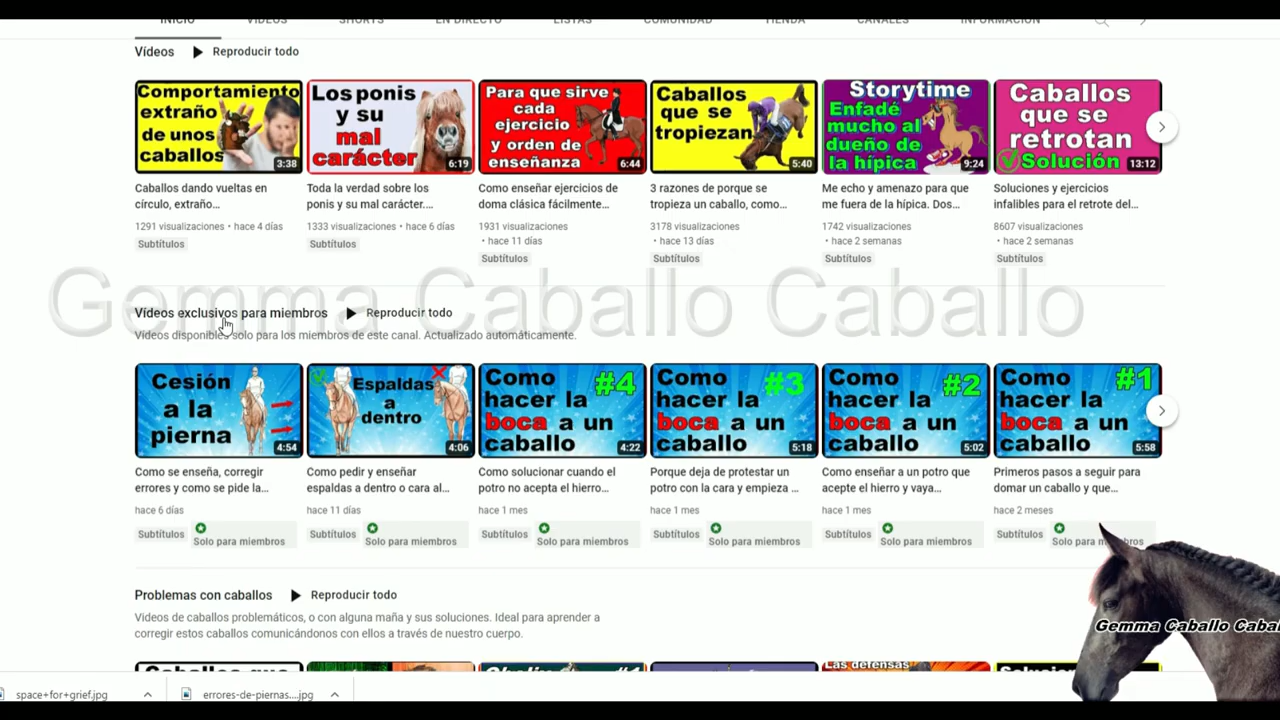 INICIO VÍDEOS SHORTS EN DIRECTO LISTAS COMUNIDAD TIENDA CANALES INFORMACIÓN
Vídeos Reproducir todo
Comportamiento
extraño
de unos
caballos
3:38
Los ponis
y su
mal
carácter
6:19
Para que sirve
cada
ejercicio
y orden de
enseñanza
6:44
Caballos
que se
tropiezan
5:40
Storytime
Enfadé
mucho al
dueño de
la hípica
9:24
Caballos
que se
retrotan
Solución
13:12
Caballos dando vueltas en
círculo, extraño...
1291 visualizaciones • hace 4 días
Subtítulos
Toda la verdad sobre los
ponis y su mal carácter....
1333 visualizaciones • hace 6 días
Subtítulos
Como enseñar ejercicios de
doma clásica fácilmente...
1931 visualizaciones
• hace 11 días
Subtítulos
3 razones de porque se
tropieza un caballo, como...
3178 visualizaciones
• hace 13 días
Subtítulos
Me echo y amenazo para que
me fuera de la hípica. Dos...
1742 visualizaciones
• hace 2 semanas
Subtítulos
Soluciones y ejercicios
infalibles para el retrote del...
8607 visualizaciones
• hace 2 semanas
Subtítulos
Gemma Caballo Caballo
Vídeos exclusivos para miembros Reproducir todo
Vídeos disponibles solo para los miembros de este canal. Actualizado automáticamente.
Cesión
a la
pierna
4:54
Espaldas
a
dentro
4:06
Como #4
hacer la
boca a un
caballo
4:22
Como #3
hacer la
boca a un
caballo
5:18
Como #2
hacer la
boca a un
caballo
5:02
Como #1
hacer la
boca a un
caballo
5:58
Como se enseña, corregir
errores y como se pide la...
hace 6 días
Subtítulos Solo para miembros
Como pedir y enseñar
espaldas a dentro o cara al...
hace 11 días
Subtítulos Solo para miembros
Como solucionar cuando el
potro no acepta el hierro...
hace 1 mes
Subtítulos Solo para miembros
Porque deja de protestar un
potro con la cara y empieza ...
hace 1 mes
Subtítulos Solo para miembros
Como enseñar a un potro que
acepte el hierro y vaya...
hace 1 mes
Subtítulos Solo para miembros
Primeros pasos a seguir para
domar un caballo y que...
hace 2 meses
Subtítulos Solo para miembros
Problemas con caballos Reproducir todo
Videos de caballos problemáticos, o con alguna maña y sus soluciones. Ideal para aprender a
corregir estos caballos comunicándonos con ellos a través de nuestro cuerpo.
Gemma Caballo Cabal
Caballos que
Las defensas
space+for+grief.jpg
errores-de-piernas....jpg